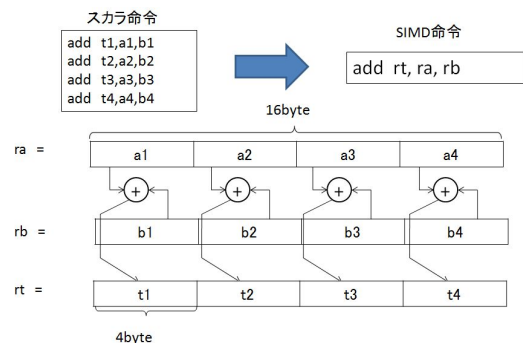 スカラ命令
add t1,a1,b1
add t2,a2,b2
add t3,a3,b3
add t4,a4,b4
SIMD命令
add rt, ra, rb
16byte
ra = a1 a2 a3 a4
+ + + +
rb = b1 b2 b3 b4
rt = t1 t2 t3 t4
4byte